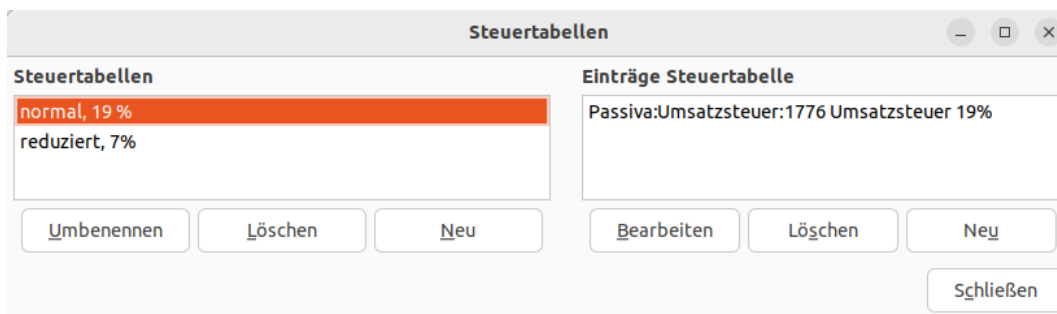 Steuertabellen
Steuertabellen
Einträge Steuertabelle
normal, 19 %
reduziert, 7%
Passiva:Umsatzsteuer:1776 Umsatzsteuer 19%
Umbenennen
Löschen
Neu
Bearbeiten
Löschen
Neu
Schließen